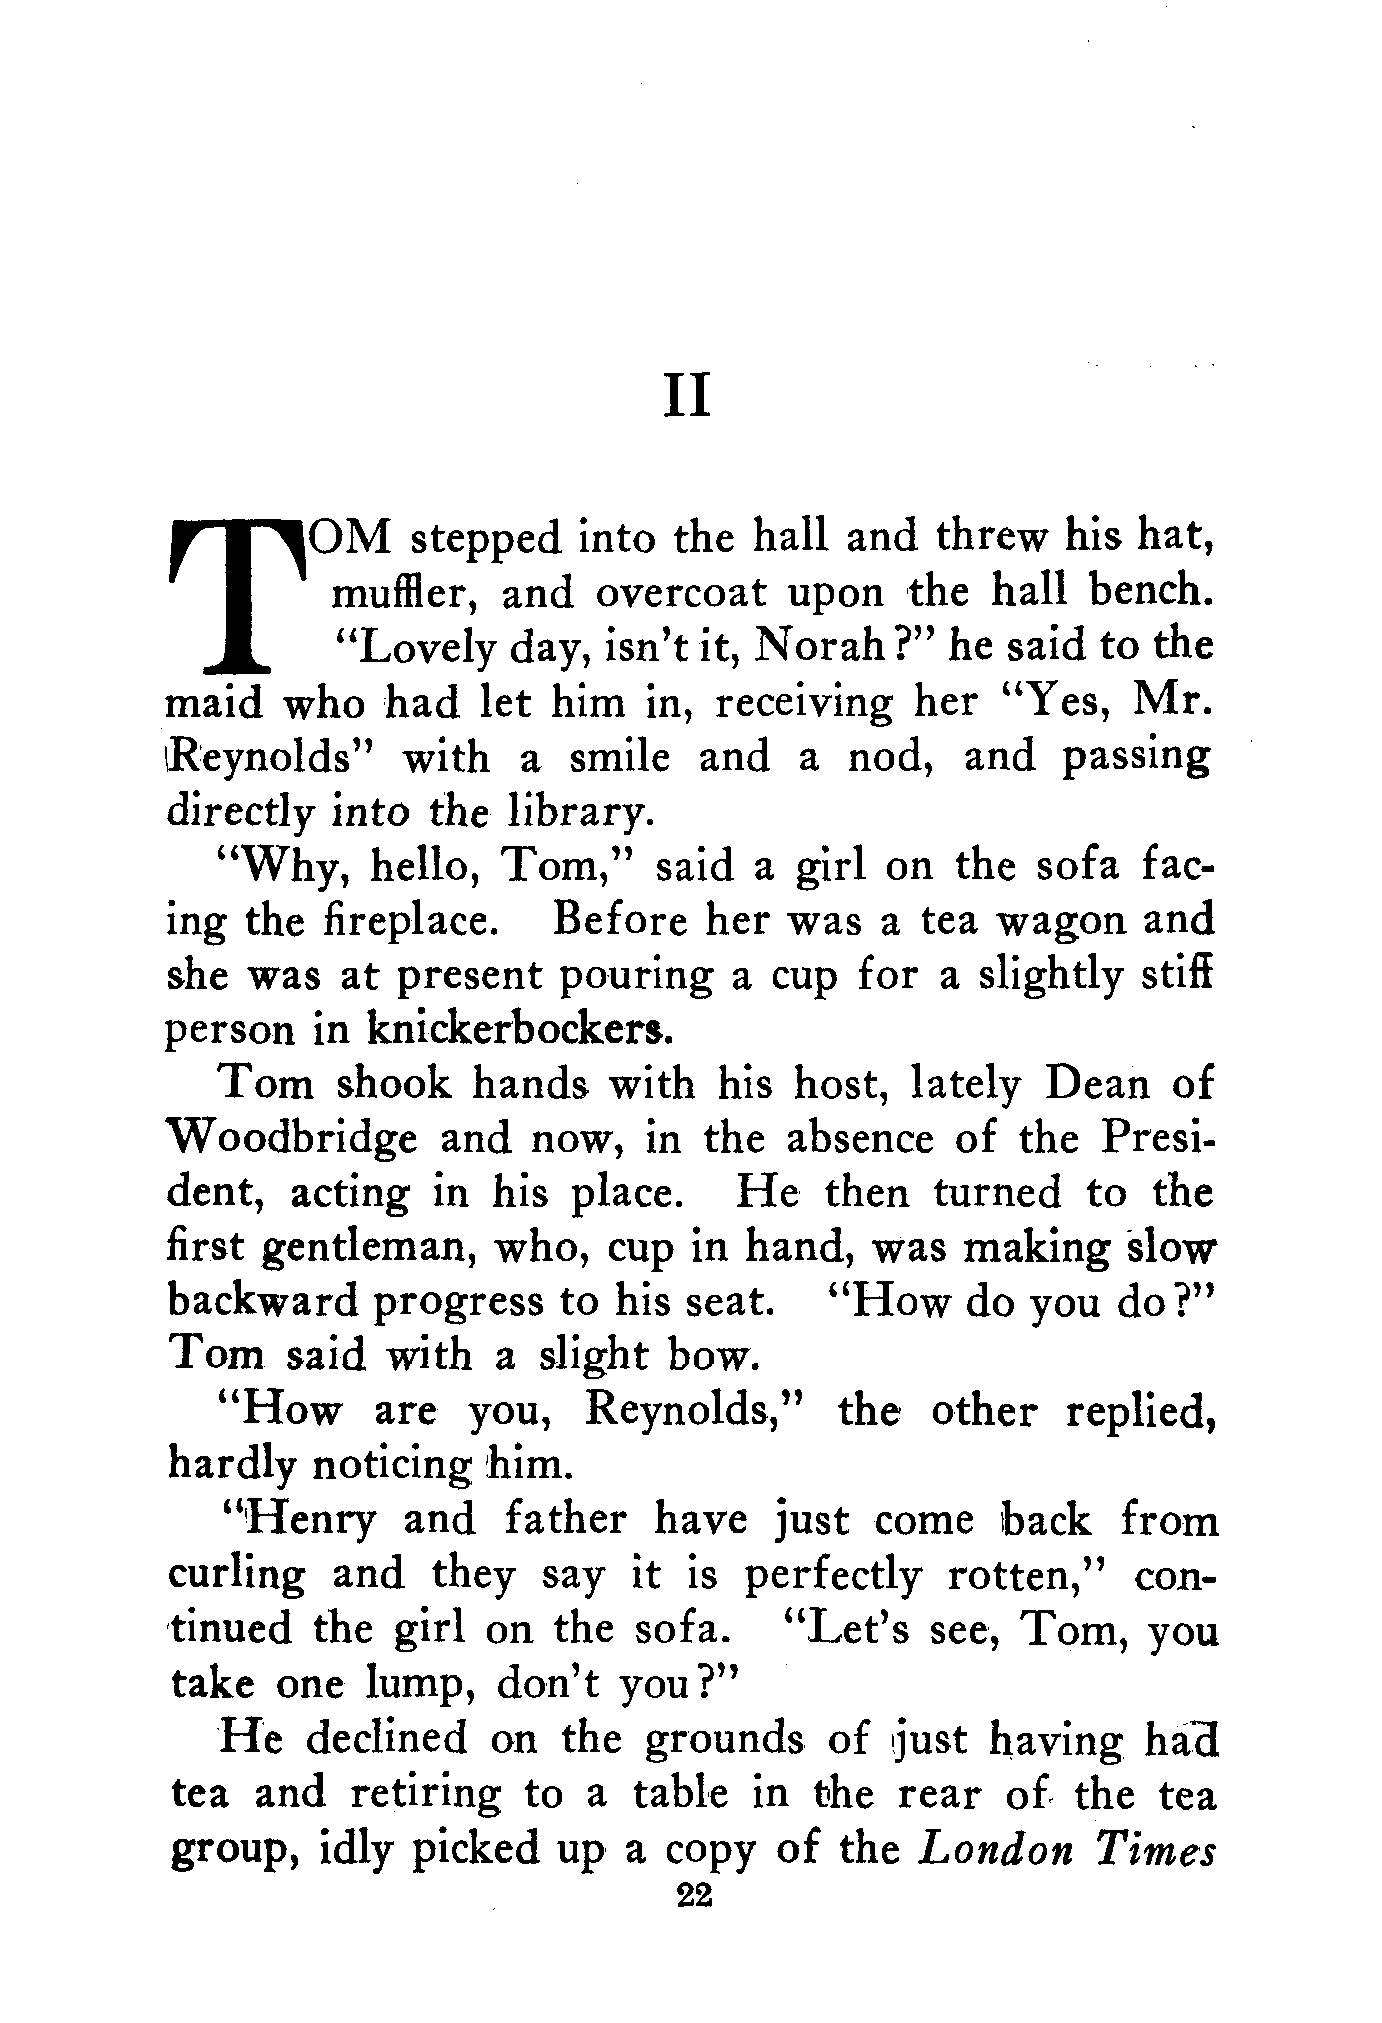 II
TOM stepped into the hall and threw his hat,
muffler, and overcoat upon the hall bench.
"Lovely day, isn't it, Norah?" he said to the
maid who had let him in, receiving her "Yes, Mr.
Reynolds" with a smile and a nod, and passing
directly into the library.
"Why, hello, Tom," said a girl on the sofa fac-
ing the fireplace. Before her was a tea wagon and
she was at present pouring a cup for a slightly stiff
person in knickerbockers.
Tom shook hands with his host, lately Dean of
Woodbridge and now, in the absence of the Presi-
dent, acting in his place. He then turned to the
first gentleman, who, cup in hand, was making slow
backward progress to his seat. "How do you do?"
Tom said with a slight bow.
"How are you, Reynolds," the other replied,
hardly noticing him.
"Henry and father have just come back from
curling and they say it is perfectly rotten," con-
tinued the girl on the sofa. "Let's see, Tom, you
take one lump, don't you?"
He declined on the grounds of just having had
tea and retiring to a table in the rear of the tea
group, idly picked up a copy of the London Times
22